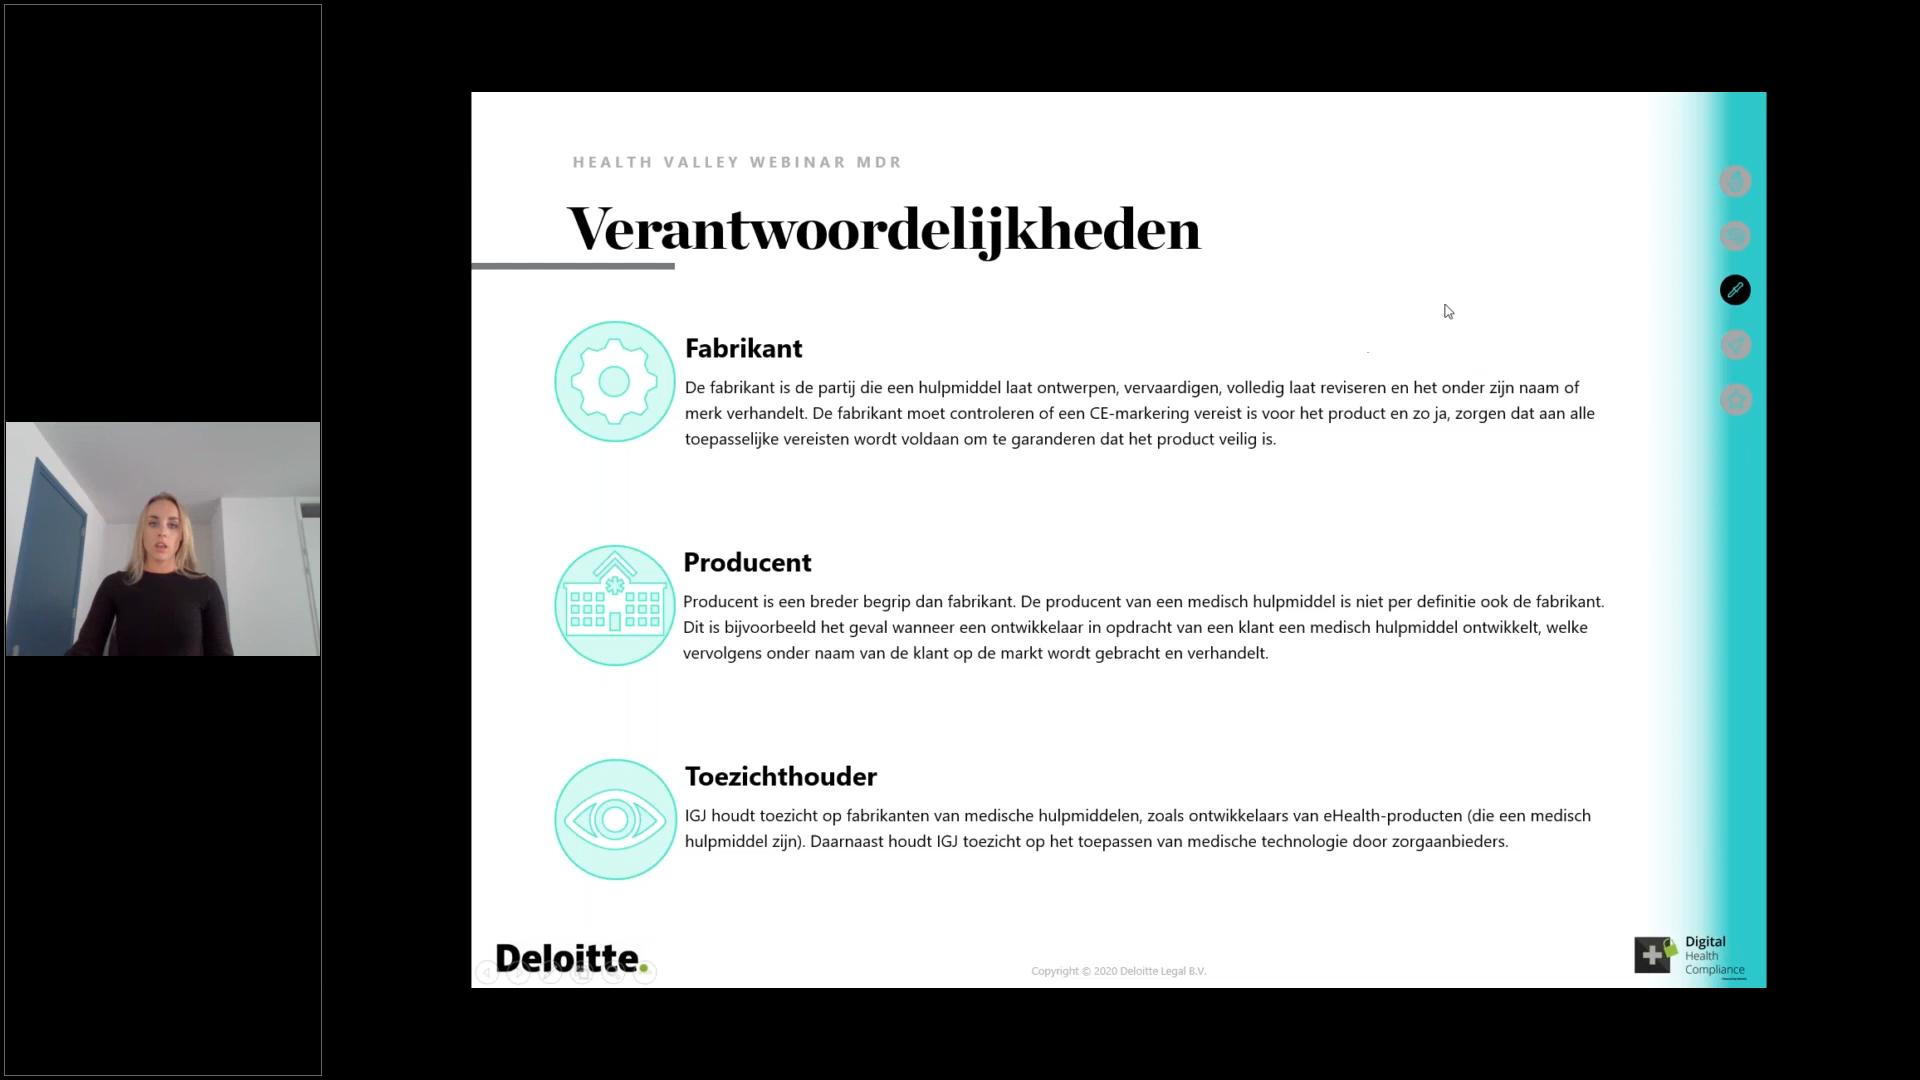 HEALTH VALLEY WEBINAR MDR
Verantwoordelijkheden
Fabrikant
De fabrikant is de partij die een hulpmiddel laat ontwerpen, vervaardigen, volledig laat reviseren en het onder zijn naam of
merk verhandelt. De fabrikant moet controleren of een CE-markering vereist is voor het product en zo ja, zorgen dat aan alle
toepasselijke vereisten wordt voldaan om te garanderen dat het product veilig is.
Producent
Producent is een breder begrip dan fabrikant. De producent van een medisch hulpmiddel is niet per definitie ook de fabrikant.
Dit is bijvoorbeeld het geval wanneer een ontwikkelaar in opdracht van een klant een medisch hulpmiddel ontwikkelt, welke
vervolgens onder naam van de klant op de markt wordt gebracht en verhandelt.
Toezichthouder
IGJ houdt toezicht op fabrikanten van medische hulpmiddelen, zoals ontwikkelaars van eHealth-producten (die een medisch
hulpmiddel zijn). Daarnaast houdt IGJ toezicht op het toepassen van medische technologie door zorgaanbieders.
Deloitte.
Copyright © 2020 Deloitte Legal B.V.
Digital
Health
Compliance